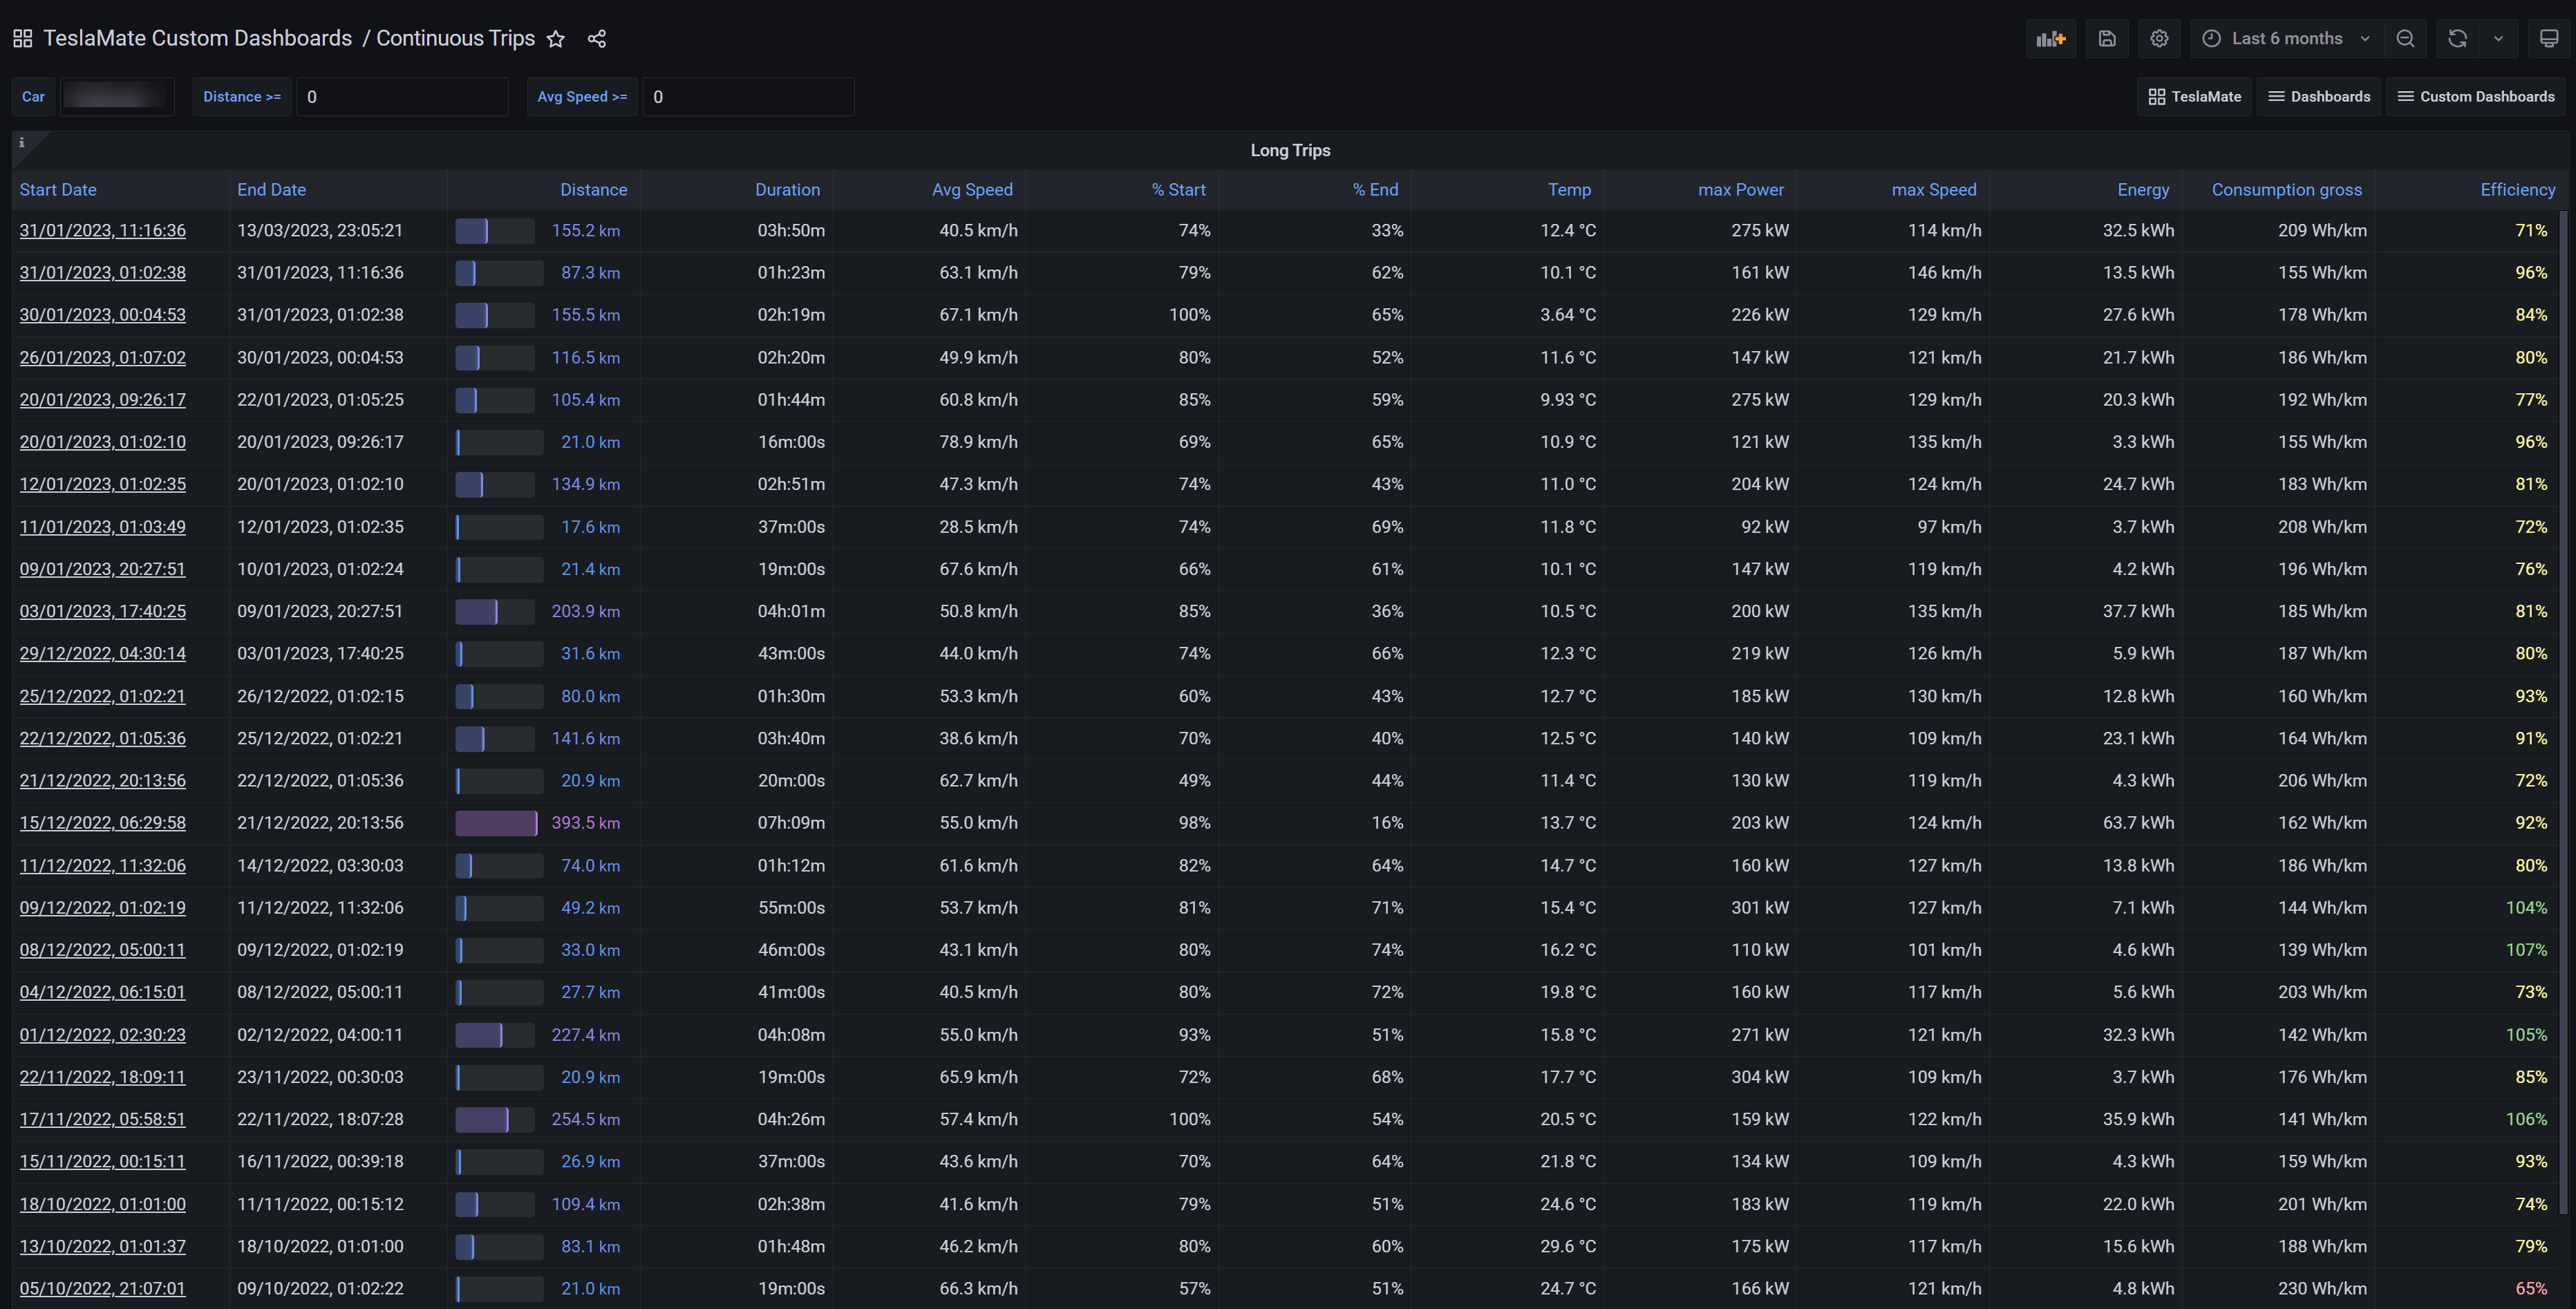 TeslaMate Custom Dashboards / Continuous Trips Last 6 months
Car Distance >= 0 Avg Speed >= 0 TeslaMate Dashboards Custom Dashboards
i
Long Trips
Start Date End Date Distance Duration Avg Speed % Start % End Temp max Power max Speed Energy Consumption gross Efficiency
31/01/2023, 11:16:36 13/03/2023, 23:05:21 155.2 km 03h:50m 40.5 km/h 74% 33% 12.4 °C 275 kW 114 km/h 32.5 kWh 209 Wh/km 71%
31/01/2023, 01:02:38 31/01/2023, 11:16:36 87.3 km 01h:23m 63.1 km/h 79% 62% 10.1 °C 161 kW 146 km/h 13.5 kWh 155 Wh/km 96%
30/01/2023, 00:04:53 31/01/2023, 01:02:38 155.5 km 02h:19m 67.1 km/h 100% 65% 3.64 °C 226 kW 129 km/h 27.6 kWh 178 Wh/km 84%
26/01/2023, 01:07:02 30/01/2023, 00:04:53 116.5 km 02h:20m 49.9 km/h 80% 52% 11.6 °C 147 kW 121 km/h 21.7 kWh 186 Wh/km 80%
20/01/2023, 09:26:17 22/01/2023, 01:05:25 105.4 km 01h:44m 60.8 km/h 85% 59% 9.93 °C 275 kW 129 km/h 20.3 kWh 192 Wh/km 77%
20/01/2023, 01:02:10 20/01/2023, 09:26:17 21.0 km 16m:00s 78.9 km/h 69% 65% 10.9 °C 121 kW 135 km/h 3.3 kWh 155 Wh/km 96%
12/01/2023, 01:02:35 20/01/2023, 01:02:10 134.9 km 02h:51m 47.3 km/h 74% 43% 11.0 °C 204 kW 124 km/h 24.7 kWh 183 Wh/km 81%
11/01/2023, 01:03:49 12/01/2023, 01:02:35 17.6 km 37m:00s 28.5 km/h 74% 69% 11.8 °C 92 kW 97 km/h 3.7 kWh 208 Wh/km 72%
09/01/2023, 20:27:51 10/01/2023, 01:02:24 21.4 km 19m:00s 67.6 km/h 66% 61% 10.1 °C 147 kW 119 km/h 4.2 kWh 196 Wh/km 76%
03/01/2023, 17:40:25 09/01/2023, 20:27:51 203.9 km 04h:01m 50.8 km/h 85% 36% 10.5 °C 200 kW 135 km/h 37.7 kWh 185 Wh/km 81%
29/12/2022, 04:30:14 03/01/2023, 17:40:25 31.6 km 43m:00s 44.0 km/h 74% 66% 12.3 °C 219 kW 126 km/h 5.9 kWh 187 Wh/km 80%
25/12/2022, 01:02:21 26/12/2022, 01:02:15 80.0 km 01h:30m 53.3 km/h 60% 43% 12.7 °C 185 kW 130 km/h 12.8 kWh 160 Wh/km 93%
22/12/2022, 01:05:36 25/12/2022, 01:02:21 141.6 km 03h:40m 38.6 km/h 70% 40% 12.5 °C 140 kW 109 km/h 23.1 kWh 164 Wh/km 91%
21/12/2022, 20:13:56 22/12/2022, 01:05:36 20.9 km 20m:00s 62.7 km/h 49% 44% 11.4 °C 130 kW 119 km/h 4.3 kWh 206 Wh/km 72%
15/12/2022, 06:29:58 21/12/2022, 20:13:56 393.5 km 07h:09m 55.0 km/h 98% 16% 13.7 °C 203 kW 124 km/h 63.7 kWh 162 Wh/km 92%
11/12/2022, 11:32:06 14/12/2022, 03:30:03 74.0 km 01h:12m 61.6 km/h 82% 64% 14.7 °C 160 kW 127 km/h 13.8 kWh 186 Wh/km 80%
09/12/2022, 01:02:19 11/12/2022, 11:32:06 49.2 km 55m:00s 53.7 km/h 81% 71% 15.4 °C 301 kW 127 km/h 7.1 kWh 144 Wh/km 104%
08/12/2022, 05:00:11 09/12/2022, 01:02:19 33.0 km 46m:00s 43.1 km/h 80% 74% 16.2 °C 110 kW 101 km/h 4.6 kWh 139 Wh/km 107%
04/12/2022, 06:15:01 08/12/2022, 05:00:11 27.7 km 41m:00s 40.5 km/h 80% 72% 19.8 °C 160 kW 117 km/h 5.6 kWh 203 Wh/km 73%
01/12/2022, 02:30:23 02/12/2022, 04:00:11 227.4 km 04h:08m 55.0 km/h 93% 51% 15.8 °C 271 kW 121 km/h 32.3 kWh 142 Wh/km 105%
22/11/2022, 18:09:11 23/11/2022, 00:30:03 20.9 km 19m:00s 65.9 km/h 72% 68% 17.7 °C 304 kW 109 km/h 3.7 kWh 176 Wh/km 85%
17/11/2022, 05:58:51 22/11/2022, 18:07:28 254.5 km 04h:26m 57.4 km/h 100% 54% 20.5 °C 159 kW 122 km/h 35.9 kWh 141 Wh/km 106%
15/11/2022, 00:15:11 16/11/2022, 00:39:18 26.9 km 37m:00s 43.6 km/h 70% 64% 21.8 °C 134 kW 109 km/h 4.3 kWh 159 Wh/km 93%
18/10/2022, 01:01:00 11/11/2022, 00:15:12 109.4 km 02h:38m 41.6 km/h 79% 51% 24.6 °C 183 kW 119 km/h 22.0 kWh 201 Wh/km 74%
13/10/2022, 01:01:37 18/10/2022, 01:01:00 83.1 km 01h:48m 46.2 km/h 80% 60% 29.6 °C 175 kW 117 km/h 15.6 kWh 188 Wh/km 79%
05/10/2022, 21:07:01 09/10/2022, 01:02:22 21.0 km 19m:00s 66.3 km/h 57% 51% 24.7 °C 166 kW 121 km/h 4.8 kWh 230 Wh/km 65%